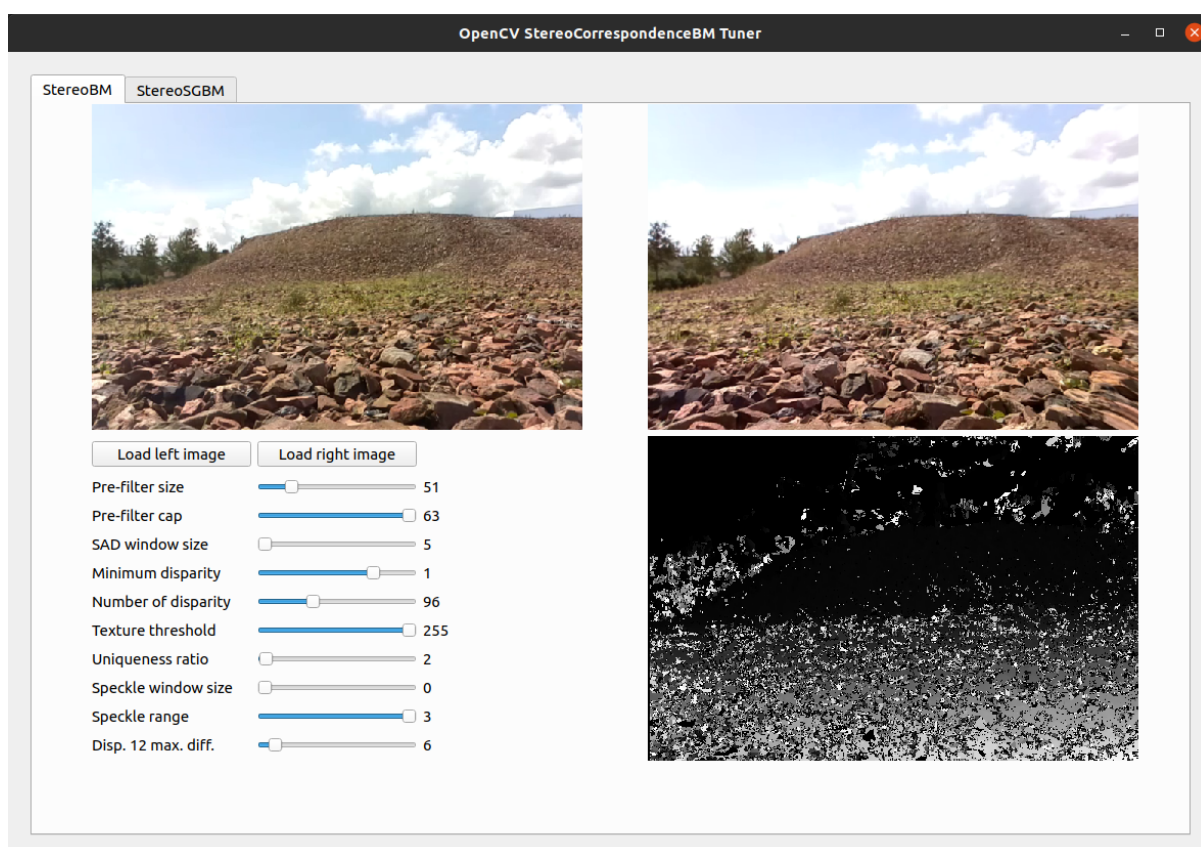 OpenCV StereoCorrespondenceBM Tuner
StereoBM StereoSGBM
Load left image Load right image
Pre-filter size 51
Pre-filter cap 63
SAD window size 5
Minimum disparity 1
Number of disparity 96
Texture threshold 255
Uniqueness ratio 2
Speckle window size 0
Speckle range 3
Disp. 12 max. diff. 6